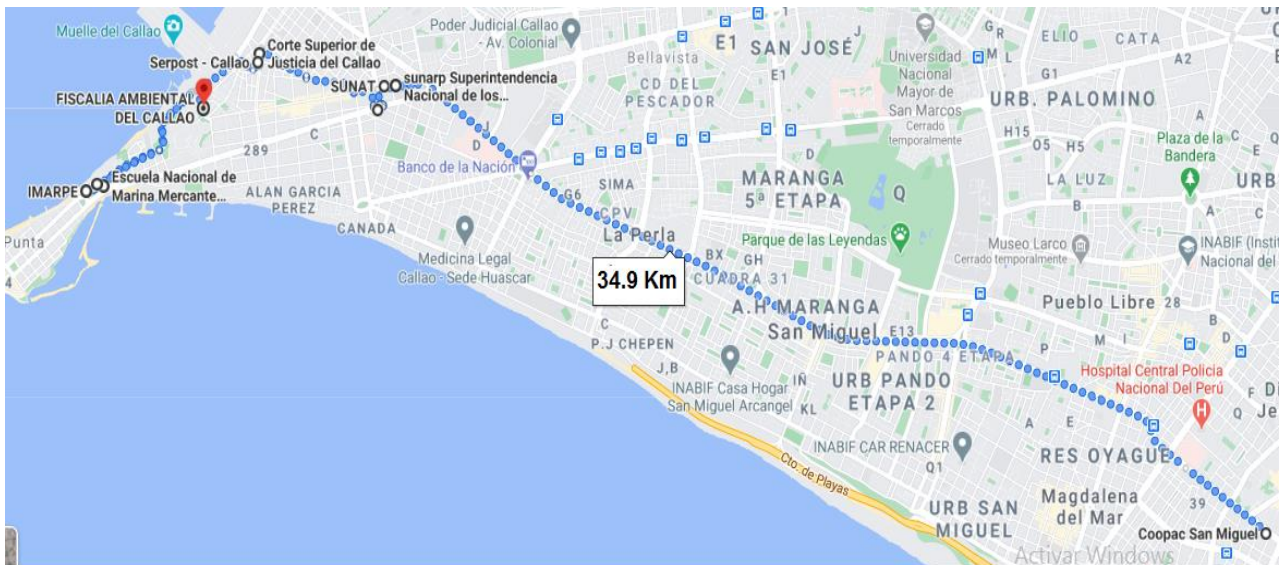 Muelle del Callao
Poder Judicial Callao
- Av. Colonial
E1
SAN JOSÉ
J
ELIO
CATA
A2
Corte Superior de
Justicia del Callao
Serpost - Callao
Bellavista
E1
Universidad
Nacional
Mayor de
San Marcos
Cerrado
temporalmente
L
M
G1
URB. PALOMINO
SUNAT
sunarp Superintendencia
Nacional de los...
CD DEL
PESCADOR
FISCALIA AMBIENTAL
DEL CALLAO
C
289
J
D
H15
O5
H5
A
C
E
Plaza de la
Bandera
Banco de la Nación
SIMA
G6
CPV
D
MARANGA
5ª ETAPA
Q
LA LUZ
URB
B
A
C
IMARPE
Escuela Nacional de
Marina Mercante...
ALAN GARCIA
PEREZ
CANADA
Punta
4
La Perla
BX
GH
CUADRA 31
Parque de las Leyendas
Museo Larco
Cerrado temporalmente
INABIF (Insti
Nacional del
Medicina Legal
Callao - Sede Huascar
34.9 Km
A.H MARANGA
San Miguel
E13
Pueblo Libre
28
B
D
C
P.J CHEPEN
PANDO 4 ETAPA
P
M
I
J,B
INABIF Casa Hogar
San Miguel Arcangel
IÑ
KL
URB PANDO
ETAPA 2
Hospital Central Policia
Nacional Del Perú
F
Di
Je
Q
A
E
INABIF CAR RENACER
Q1
RES OYAGUE
Cto. de Playas
URB SAN
MIGUEL
Magdalena
del Mar
39
Coopac San Miguel
Activar Windows